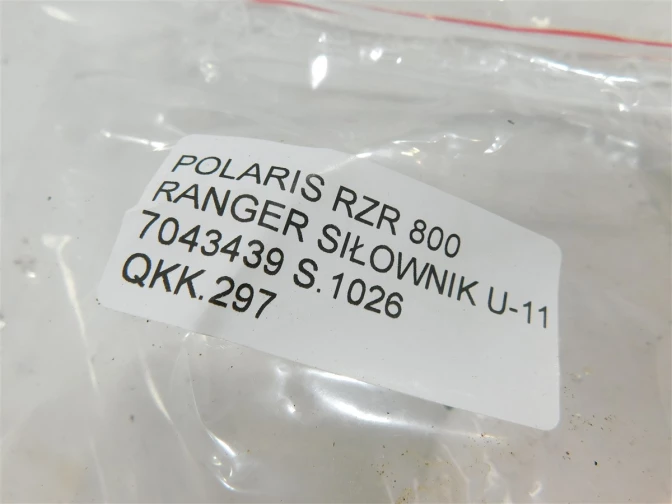 POLARIS RZR 800
RANGER SIŁOWNIK U-11
7043439 S.1026
QKK.297